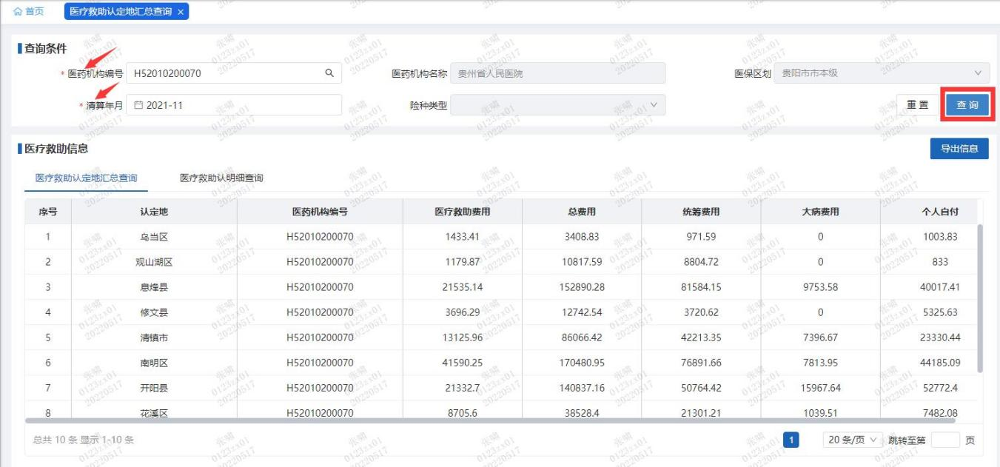 首页 医疗救助认定地汇总查询 ×
查询条件
* 医药机构编号 H52010200070 医药机构名称 贵州省人民医院 医保区划 贵阳市市本级
* 清算年月 2021-11 险种类型 重 置 查 询
医疗救助信息 导出信息
医疗救助认定地汇总查询 医疗救助认明细查询
序号 认定地 医药机构编号 医疗救助费用 总费用 统筹费用 大病费用 个人自付
1 乌当区 H52010200070 1433.41 3408.83 971.59 0 1003.83
2 观山湖区 H52010200070 1179.87 10817.59 8804.72 0 833
3 息烽县 H52010200070 21535.14 152890.28 81584.15 9753.58 40017.41
4 修文县 H52010200070 3696.29 12742.54 3720.62 0 5325.63
5 清镇市 H52010200070 13125.96 86066.42 42213.35 7396.67 23330.44
6 南明区 H52010200070 41590.25 170480.95 76891.66 7813.95 44185.09
7 开阳县 H52010200070 21332.7 140837.16 50764.42 15967.64 52772.4
8 花溪区 H52010200070 8705.6 38528.4 21301.21 1039.51 7482.08
总共 10 条 显示 1-10 条 1 20 条/页 跳转至第 页